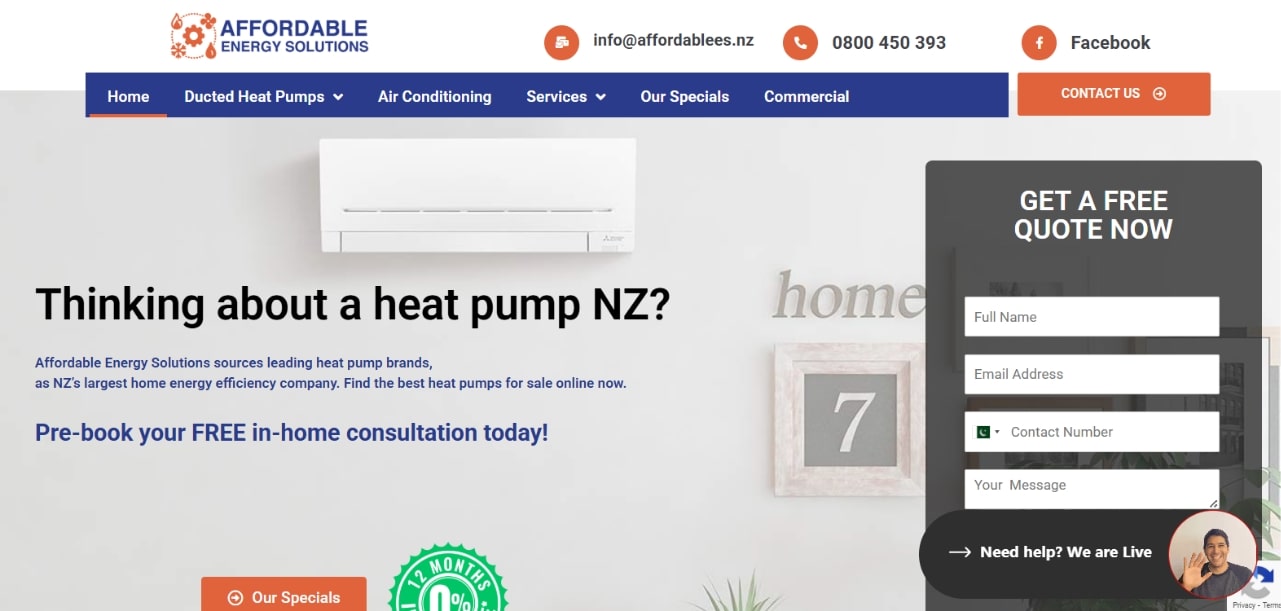 AFFORDABLE
ENERGY SOLUTIONS
info@affordablees.nz
0800 450 393
Facebook
Home
Ducted Heat Pumps
Air Conditioning
Services
Our Specials
Commercial
CONTACT US
GET A FREE
QUOTE NOW
Thinking about a heat pump NZ?
home
Full Name
Affordable Energy Solutions sources leading heat pump brands,
as NZ's largest home energy efficiency company. Find the best heat pumps for sale online now.
Email Address
7
Pre-book your FREE in-home consultation today!
Contact Number
Your Message
Need help? We are Live
12 MONTHS
0%
Our Specials
Privacy - Terms